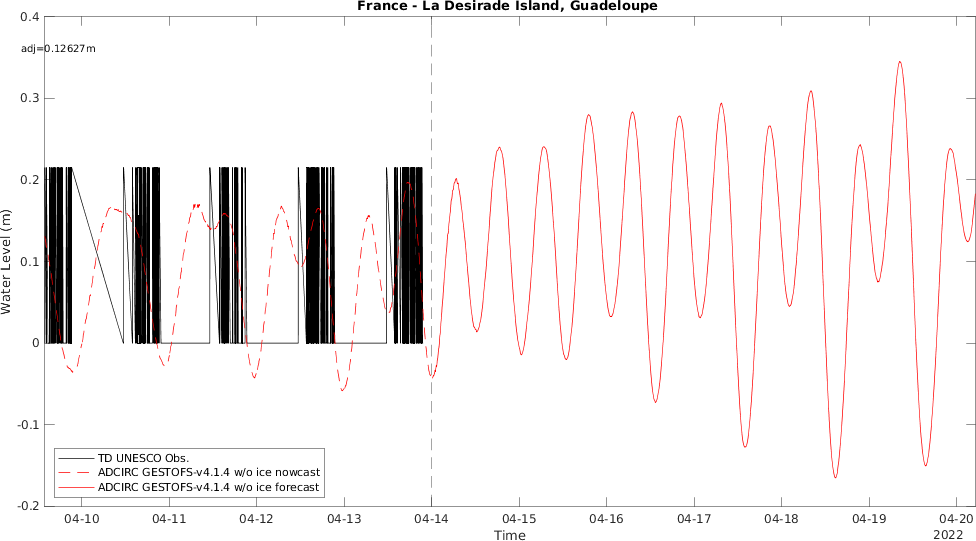 France - La Desirade Island, Guadeloupe
adj=0.12627m
0.4
0.3
0.2
0.1
0
-0.1
-0.2
Water Level (m)
TD UNESCO Obs.
ADCIRC GESTOFS-v4.1.4 w/o ice nowcast
ADCIRC GESTOFS-v4.1.4 w/o ice forecast
04-10 04-11 04-12 04-13 04-14 04-15 04-16 04-17 04-18 04-19 04-20
Time
2022